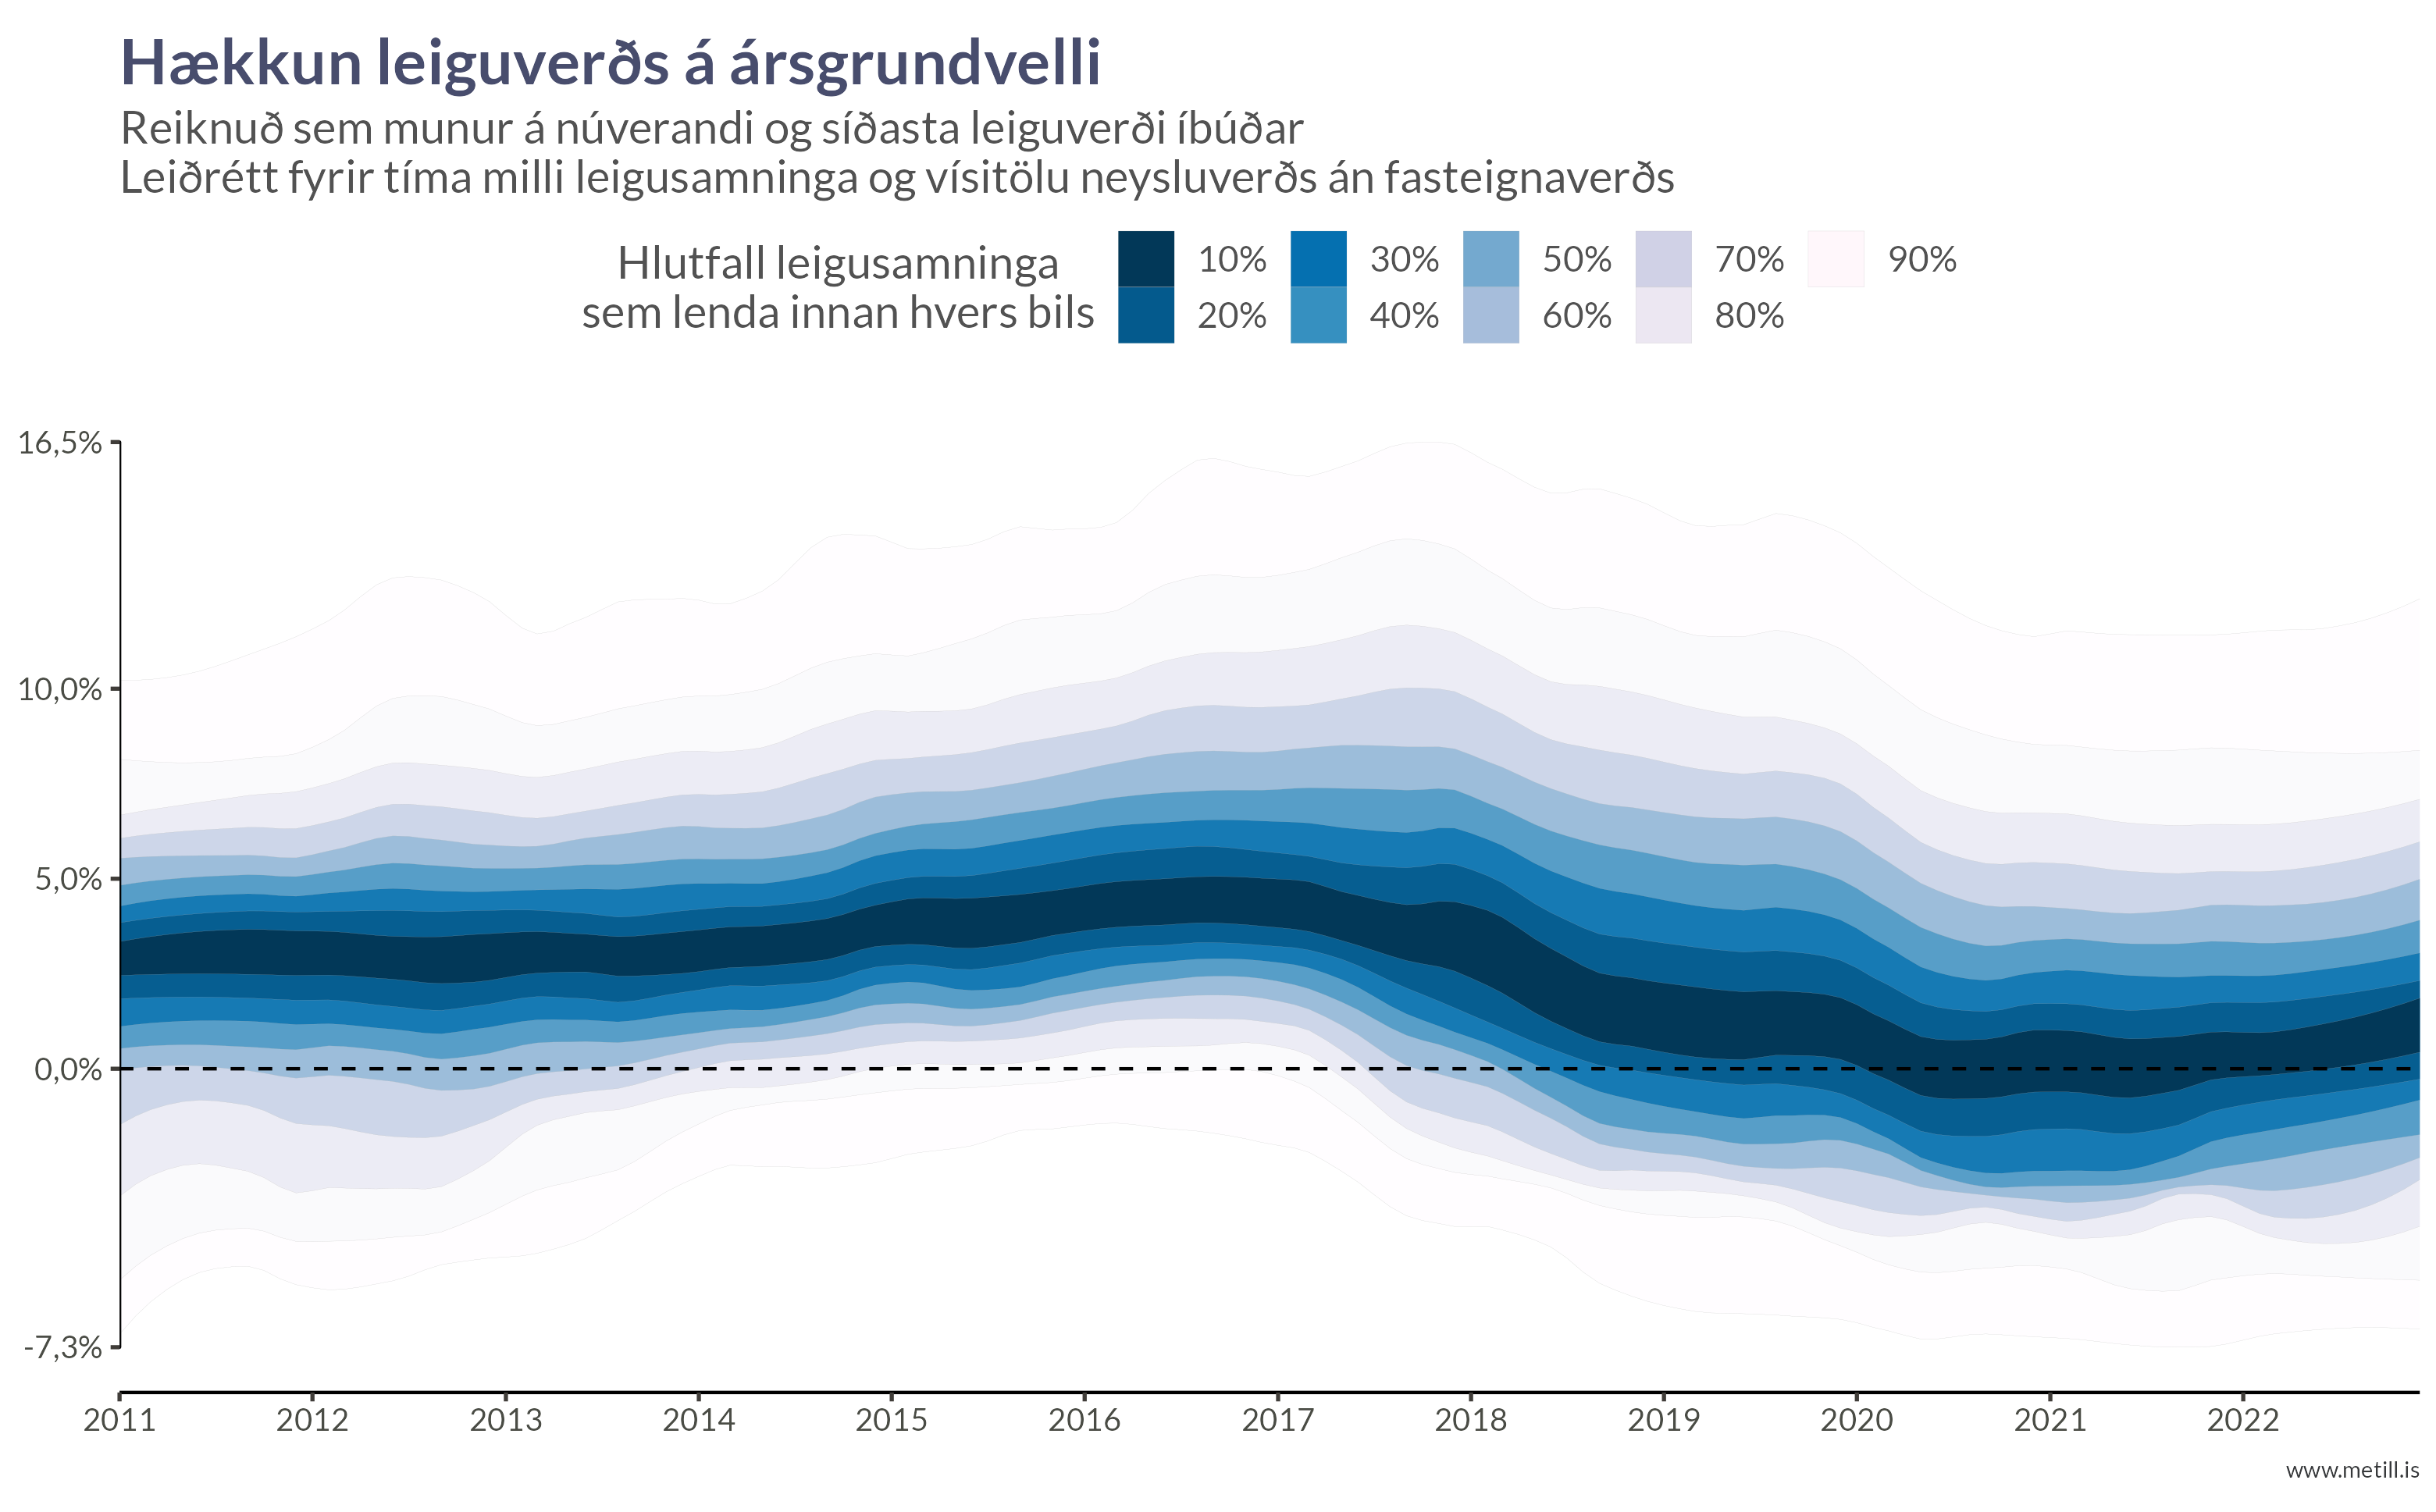 Hækkun leiguverðs á ársgrundvelli
Reiknuð sem munur á núverandi og síðasta leiguverði íbúðar
Leiðrétt fyrir tíma milli leigusamninga og vísitölu neysluverðs án fasteignaverðs
Hlutfall leigusamninga
sem lenda innan hvers bils
10% 30% 50% 70% 90%
20% 40% 60% 80%
16,5%
10,0%
5,0%
0,0%
-7,3%
2011 2012 2013 2014 2015 2016 2017 2018 2019 2020 2021 2022
www.metill.is